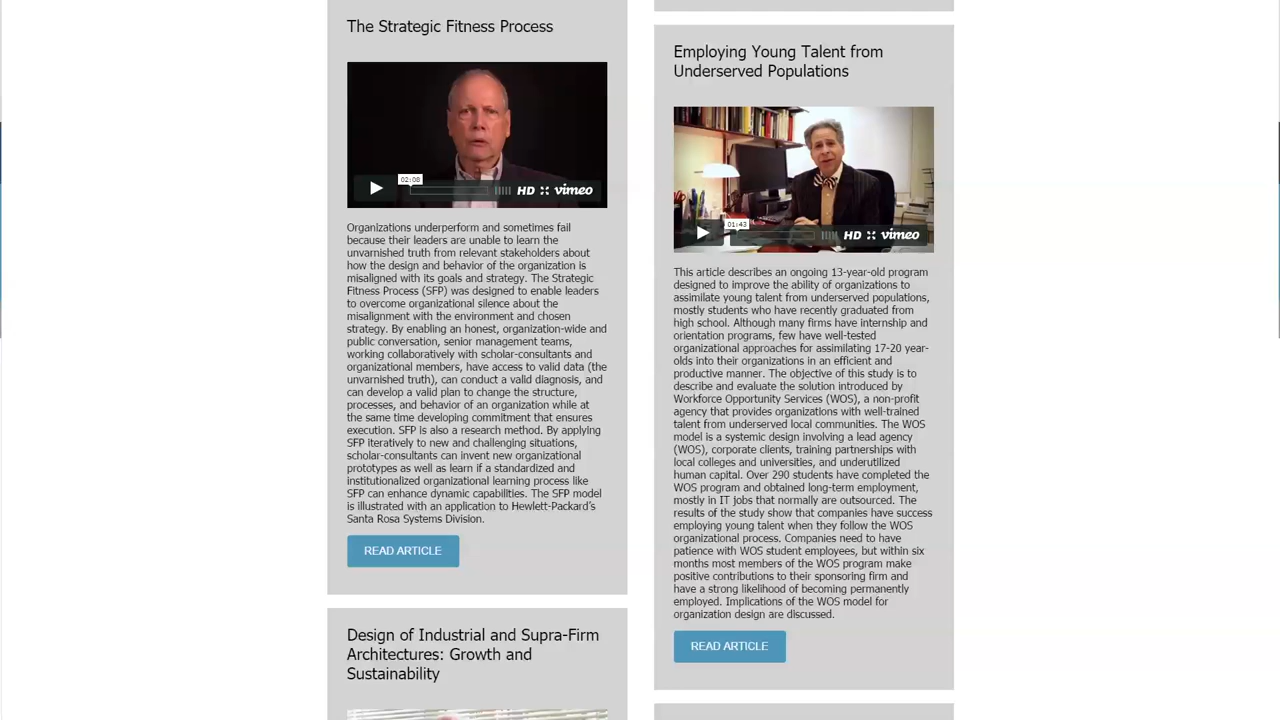 The Strategic Fitness Process
02:08
HD vimeo
Organizations underperform and sometimes fail
because their leaders are unable to learn the
unvarnished truth from relevant stakeholders about
how the design and behavior of the organization is
misaligned with its goals and strategy. The Strategic
Fitness Process (SFP) was designed to enable leaders
to overcome organizational silence about the
misalignment with the environment and chosen
strategy. By enabling an honest, organization-wide and
public conversation, senior management teams,
working collaboratively with scholar-consultants and
organizational members, have access to valid data (the
unvarnished truth), can conduct a valid diagnosis, and
can develop a valid plan to change the structure,
processes, and behavior of an organization while at
the same time developing commitment that ensures
execution. SFP is also a research method. By applying
SFP iteratively to new and challenging situations,
scholar-consultants can invent new organizational
prototypes as well as learn if a standardized and
institutionalized organizational learning process like
SFP can enhance dynamic capabilities. The SFP model
is illustrated with an application to Hewlett-Packard's
Santa Rosa Systems Division.
READ ARTICLE
Design of Industrial and Supra-Firm
Architectures: Growth and
Sustainability
Employing Young Talent from
Underserved Populations
01:43
HD vimeo
This article describes an ongoing 13-year-old program
designed to improve the ability of organizations to
assimilate young talent from underserved populations,
mostly students who have recently graduated from
high school. Although many firms have internship and
orientation programs, few have well-tested
organizational approaches for assimilating 17-20 year-
olds into their organizations in an efficient and
productive manner. The objective of this study is to
describe and evaluate the solution introduced by
Workforce Opportunity Services (WOS), a non-profit
agency that provides organizations with well-trained
talent from underserved local communities. The WOS
model is a systemic design involving a lead agency
(WOS), corporate clients, training partnerships with
local colleges and universities, and underutilized
human capital. Over 290 students have completed the
WOS program and obtained long-term employment,
mostly in IT jobs that normally are outsourced. The
results of the study show that companies have success
employing young talent when they follow the WOS
organizational process. Companies need to have
patience with WOS student employees, but within six
months most members of the WOS program make
positive contributions to their sponsoring firm and
have a strong likelihood of becoming permanently
employed. Implications of the WOS model for
organization design are discussed.
READ ARTICLE